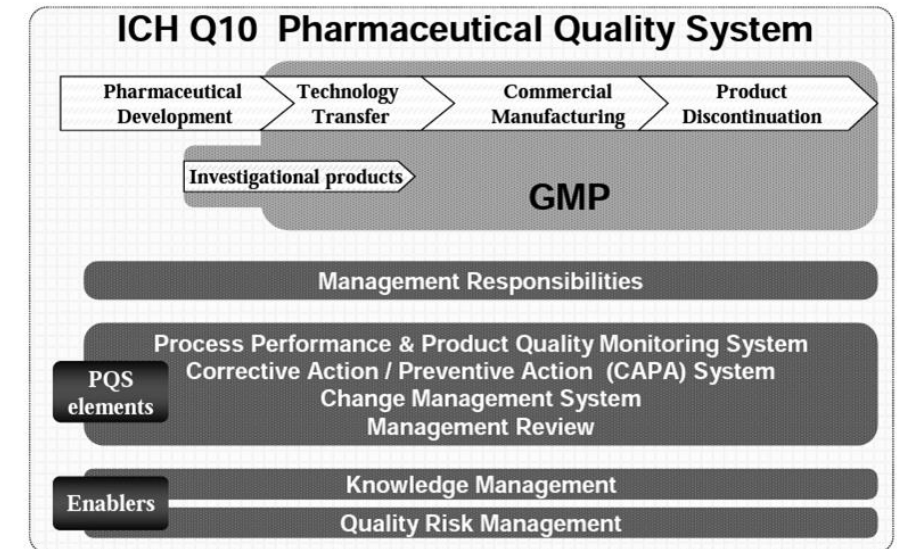 ICH Q10 Pharmaceutical Quality System
Pharmaceutical
Development
Technology
Transfer
Commercial
Manufacturing
Product
Discontinuation
Investigational products
GMP
Management Responsibilities
PQS
elements
Process Performance & Product Quality Monitoring System
Corrective Action / Preventive Action (CAPA) System
Change Management System
Management Review
Enablers
Knowledge Management
Quality Risk Management